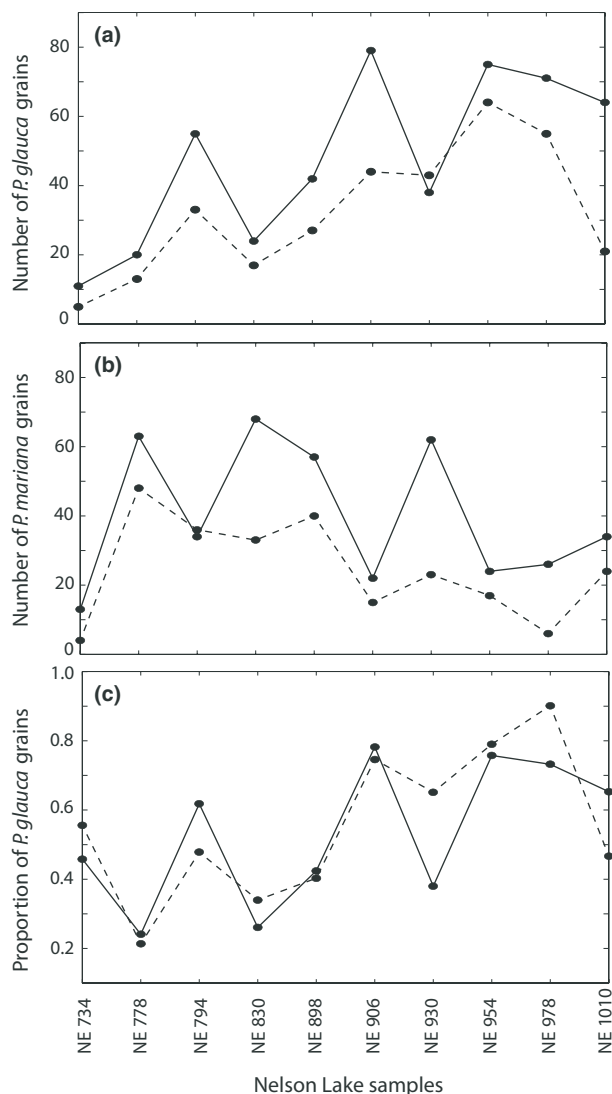 (a)
Number of P. glauca grains
80
60
40
20
0
(b)
Number of P. mariana grains
80
60
40
20
0
(c)
Proportion of P. glauca grains
1.0
0.8
0.6
0.4
0.2
NE 734
NE 778
NE 794
NE 830
NE 898
NE 906
NE 930
NE 954
NE 978
NE 1010
Nelson Lake samples